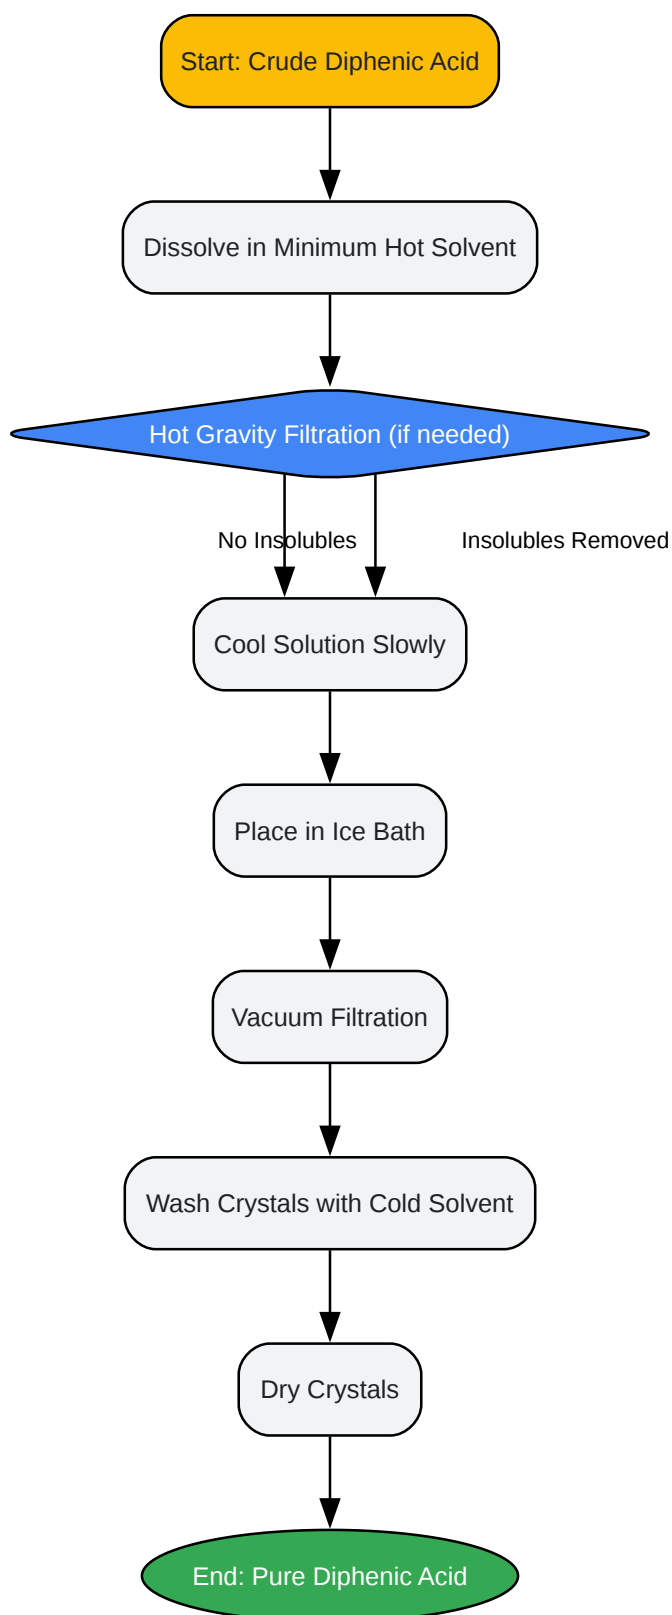 Start: Crude Diphenic Acid
Dissolve in Minimum Hot Solvent
Hot Gravity Filtration (if needed)
No Insolubles
Insolubles Removed
Cool Solution Slowly
Place in Ice Bath
Vacuum Filtration
Wash Crystals with Cold Solvent
Dry Crystals
End: Pure Diphenic Acid